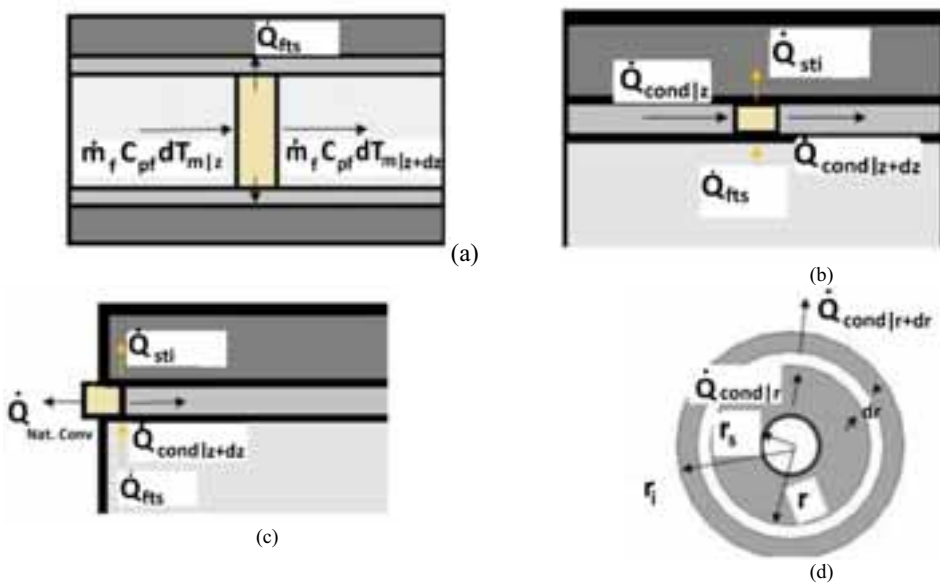 Q̇fts
ṁf Cpf dTm|z
ṁf Cpf dTm|z+dz
(a)
Q̇sti
Q̇cond|z
Q̇cond|z+dz
Q̇fts
(b)
Q̇sti
Q̇Nat. Conv
Q̇cond|z+dz
Q̇fts
(c)
Q̇cond|r+dr
Q̇cond|r
dr
rs
ri
r
(d)